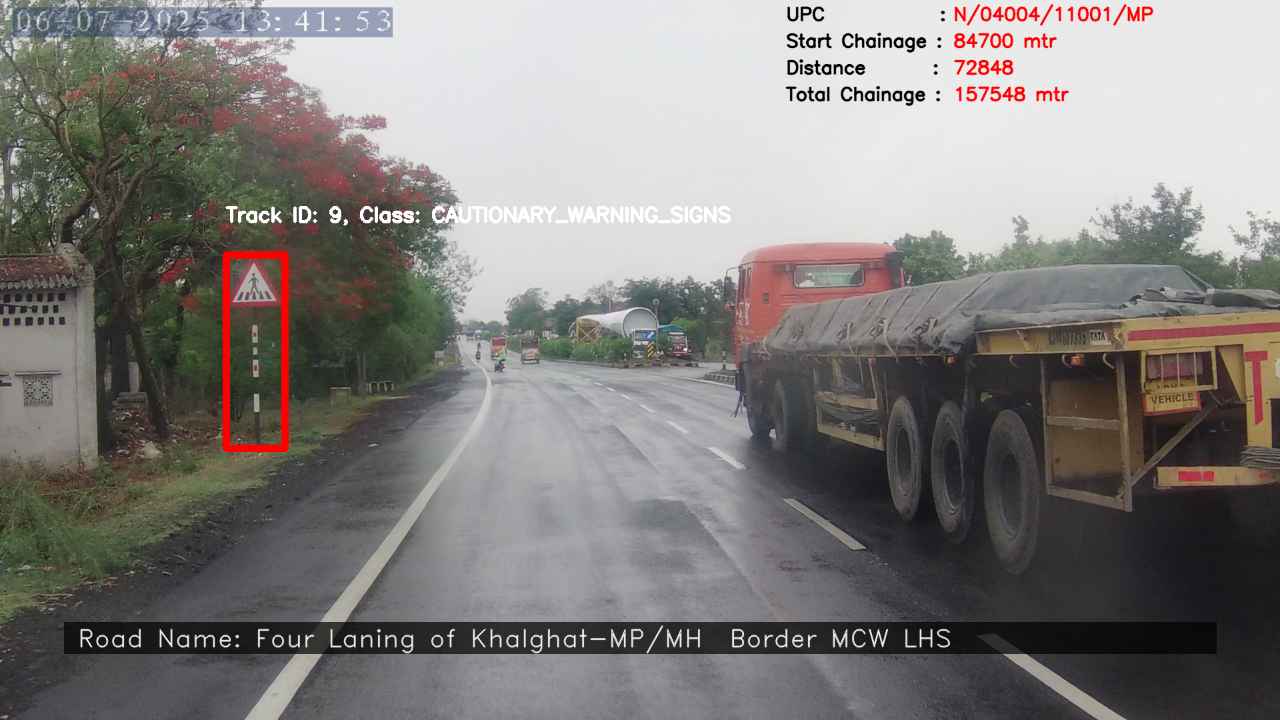 06-07-2025 13:41:53
UPC : N/04004/11001/MP
Start Chainage : 84700 mtr
Distance : 72848
Total Chainage : 157548 mtr
Track ID: 9, Class: CAUTIONARY_WARNING_SIGNS
TATA
VEHICLE
Road Name: Four Laning of Khalghat-MP/MH Border MCW LHS